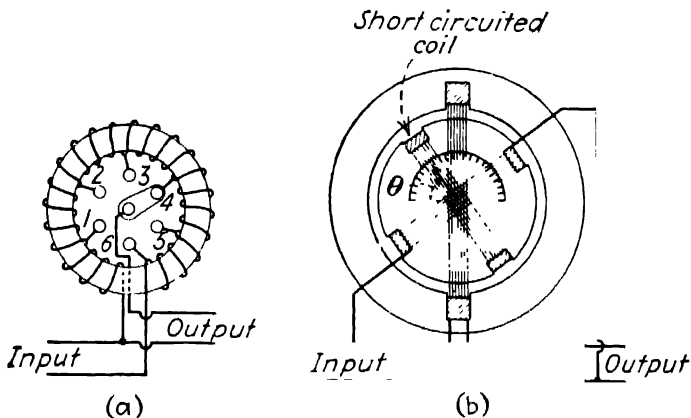 Short circuited
coil
3
2
4
1
6
5
Output
Input
(a)
θ
Input
Output
(b)